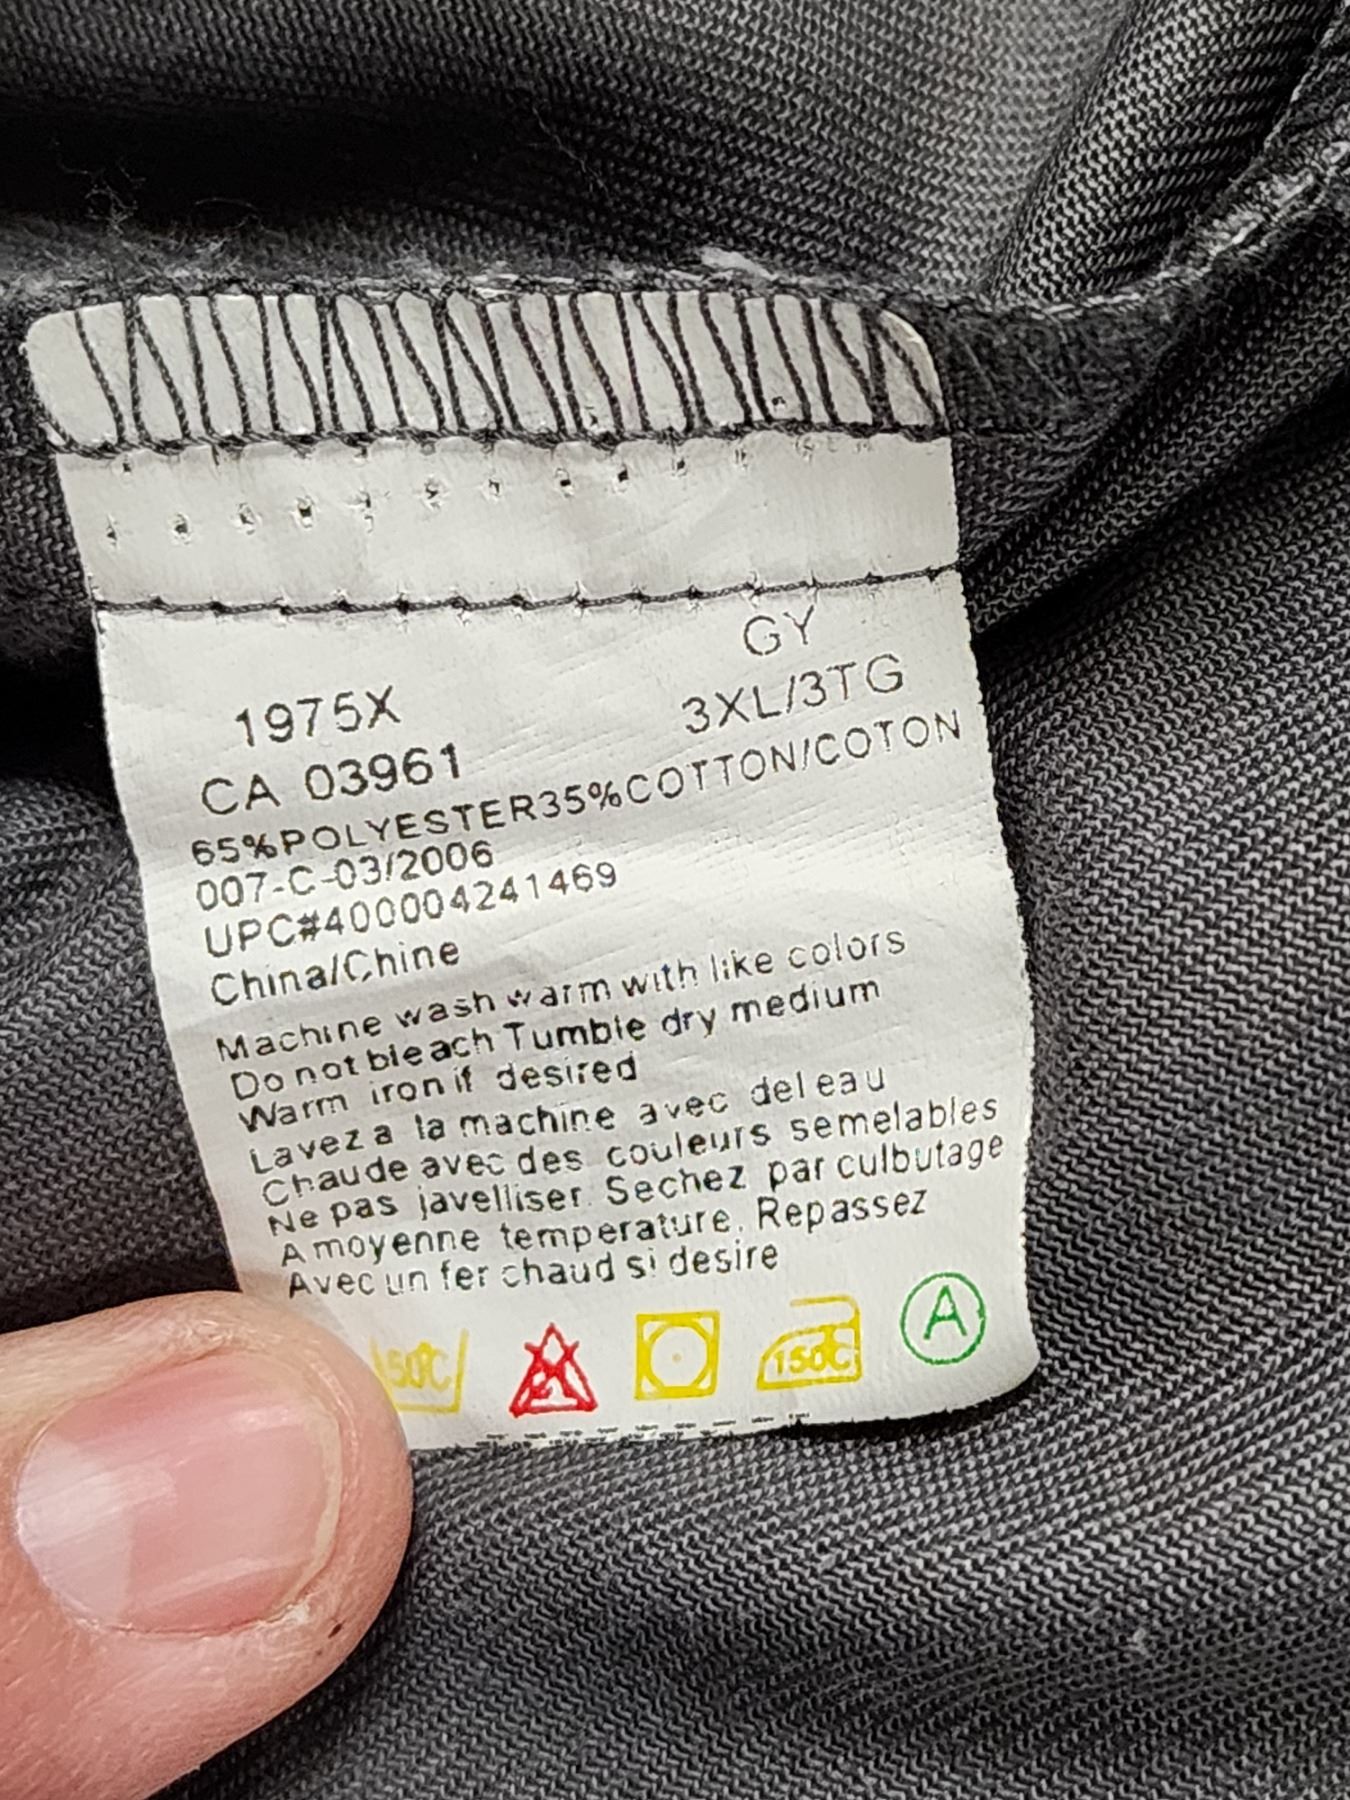 GY
1975X 3XL/3TG
CA 03961
65%POLYESTER35%COTTON/COTON
007-C-03/2006
UPC#400004241469
China/Chine
Machine wash warm with like colors
Do not bleach Tumble dry medium
Warm iron if desired
Lavez a la machine avec del eau
Chaude avec des couleurs semelables
Ne pas javelliser. Sechez par culbutage
A moyenne temperature. Repassez
Avec un fer chaud si desire
50°C 150°C A